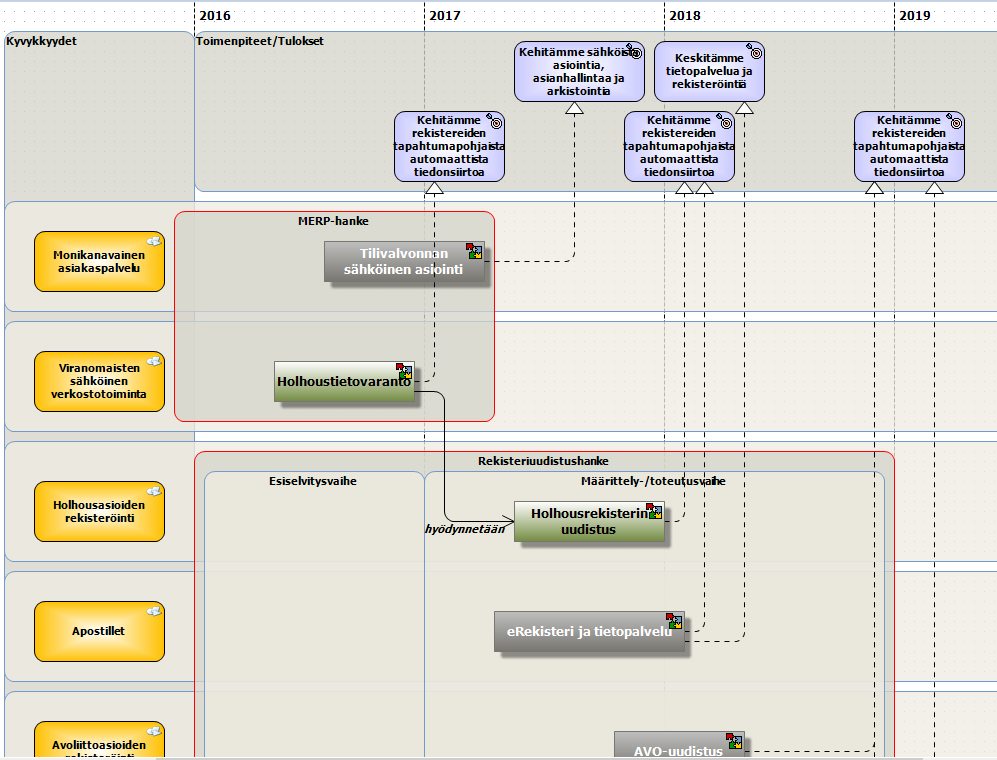 2016
2017
2018
2019
Kyvykkyydet
Toimenpiteet/Tulokset
Kehitämme sähköistä
asiointia,
asianhallintaa ja
arkistointia
Keskitämme
tietopalvelua ja
rekisteröintiä
Kehitämme
rekistereiden
tapahtumapohjaista
automaattista
tiedonsiirtoa
Kehitämme
rekistereiden
tapahtumapohjaista
automaattista
tiedonsiirtoa
Kehitämme
rekistereiden
tapahtumapohjaista
automaattista
tiedonsiirtoa
MERP-hanke
Monikanavainen
asiakaspalvelu
Tilivalvonnan
sähköinen asiointi
Viranomaisten
sähköinen
verkostotoiminta
Holhoustietovaranto
Rekisteriuudistushanke
Esiselvitysvaihe
Määrittely-/toteutusvaihe
Holhousasioiden
rekisteröinti
hyödynnetään
Holhousrekisterin
uudistus
Apostillet
eRekisteri ja tietopalvelu
Avoliittoasioiden
rekisteröinti
AVO-uudistus